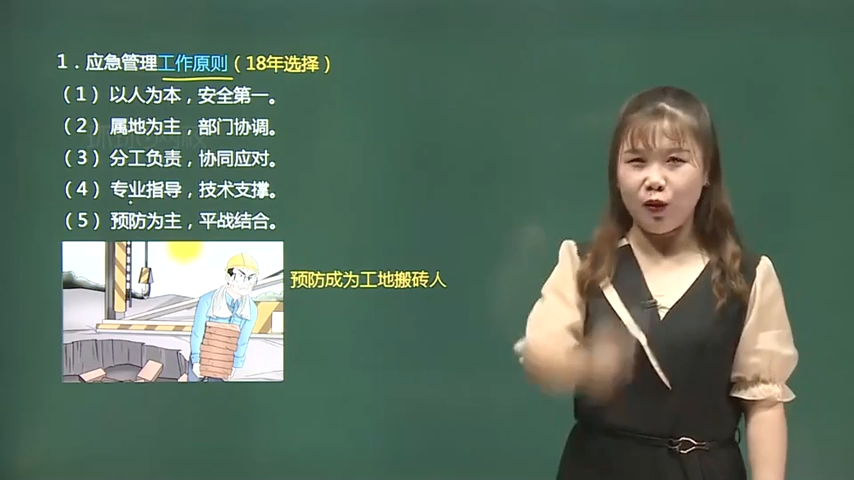 1．应急管理工作原则（18年选择）
（1）以人为本，安全第一。
（2）属地为主，部门协调。
（3）分工负责，协同应对。
（4）专业指导，技术支撑。
（5）预防为主，平战结合。
预防成为工地搬砖人